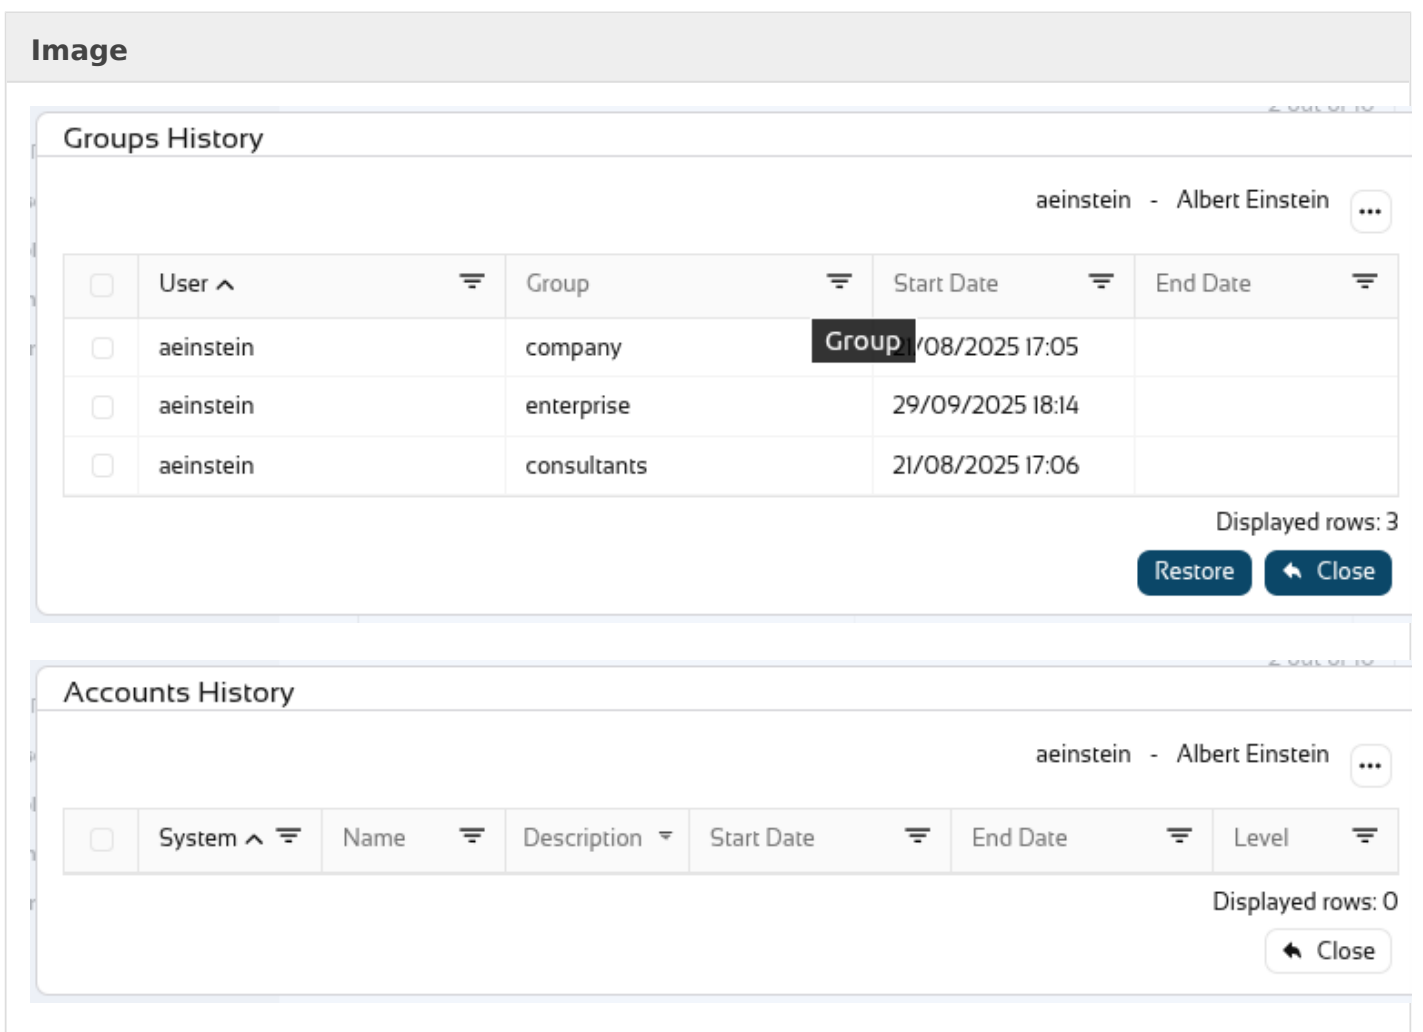 Image
Groups History
aeinstein - Albert Einstein
User Group Start Date End Date
Group
aeinstein company /08/2025 17:05
aeinstein enterprise 29/09/2025 18:14
aeinstein consultants 21/08/2025 17:06
Displayed rows: 3
Restore Close
Accounts History
aeinstein - Albert Einstein
System Name Description Start Date End Date Level
Displayed rows: 0
Close